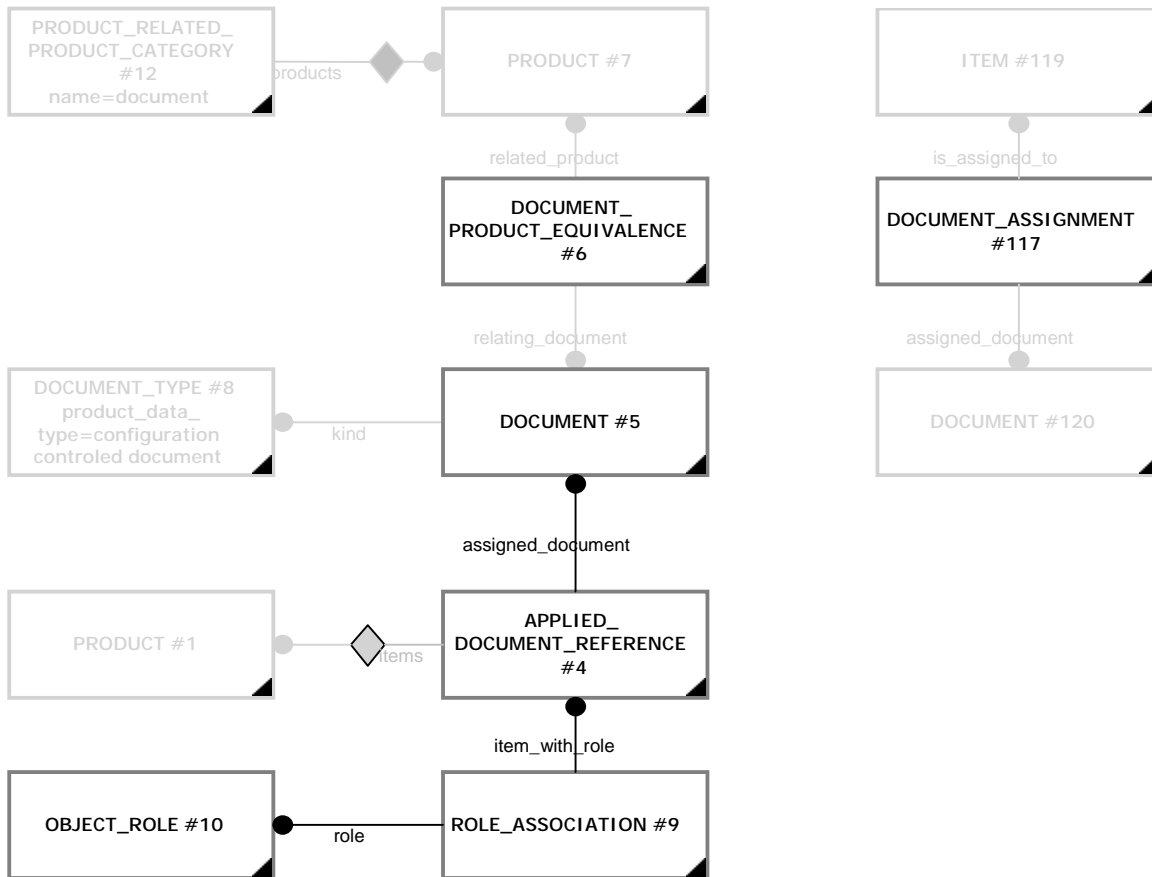 PRODUCT_RELATED_
PRODUCT_CATEGORY
#12
name=document
products
PRODUCT #7
ITEM #119
related_product
is_assigned_to
DOCUMENT_
PRODUCT_EQUIVALENCE
#6
DOCUMENT_ASSIGNMENT
#117
relating_document
assigned_document
DOCUMENT_TYPE #8
product_data_
type=configuration
controled document
kind
DOCUMENT #5
DOCUMENT #120
assigned_document
PRODUCT #1
items
APPLIED_
DOCUMENT_REFERENCE
#4
item_with_role
OBJECT_ROLE #10
role
ROLE_ASSOCIATION #9